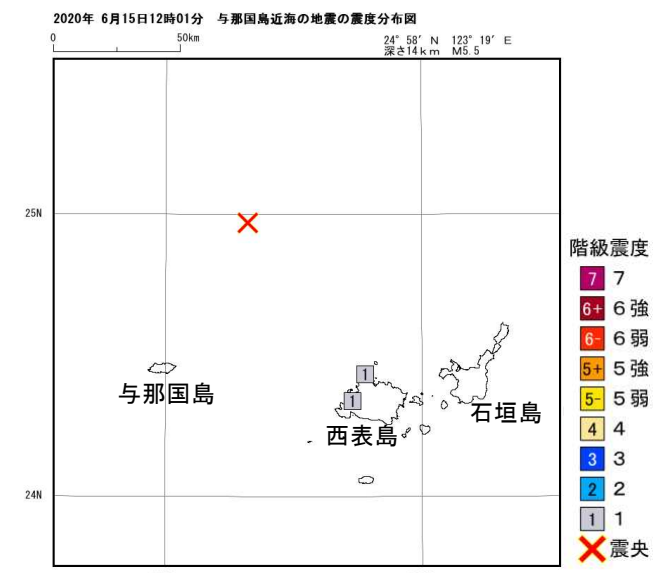 2020年 6月15日12時01分　与那国島近海の地震の震度分布図
0 50km
24° 58′ N 123° 19′ E
深さ14ｋｍ M5.5
25N
24N
与那国島
1
1
西表島
石垣島
階級震度
7 7
6+ 6強
6- 6弱
5+ 5強
5- 5弱
4 4
3 3
2 2
1 1
震央